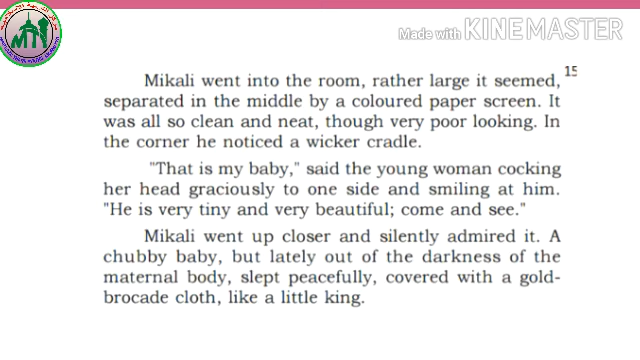 Made with KINEMASTER
15
Mikali went into the room, rather large it seemed,
separated in the middle by a coloured paper screen. It
was all so clean and neat, though very poor looking. In
the corner he noticed a wicker cradle.
"That is my baby," said the young woman cocking
her head graciously to one side and smiling at him.
"He is very tiny and very beautiful; come and see."
Mikali went up closer and silently admired it. A
chubby baby, but lately out of the darkness of the
maternal body, slept peacefully, covered with a gold-
brocade cloth, like a little king.